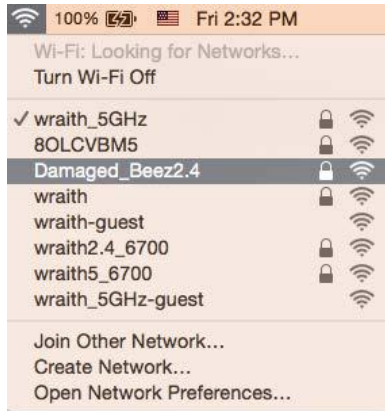 100% Fri 2:32 PM
Wi-Fi: Looking for Networks...
Turn Wi-Fi Off
wraith_5GHz
8OLCVBM5
Damaged_Beez2.4
wraith
wraith-guest
wraith2.4_6700
wraith5_6700
wraith_5GHz-guest
Join Other Network...
Create Network...
Open Network Preferences...